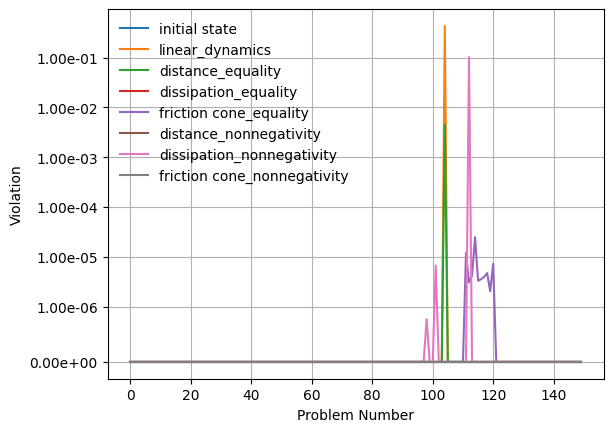 initial state
linear_dynamics
distance_equality
dissipation_equality
friction cone_equality
distance_nonnegativity
dissipation_nonnegativity
friction cone_nonnegativity
1.00e-01
1.00e-02
1.00e-03
1.00e-04
1.00e-05
1.00e-06
0.00e+00
Violation
0 20 40 60 80 100 120 140
Problem Number